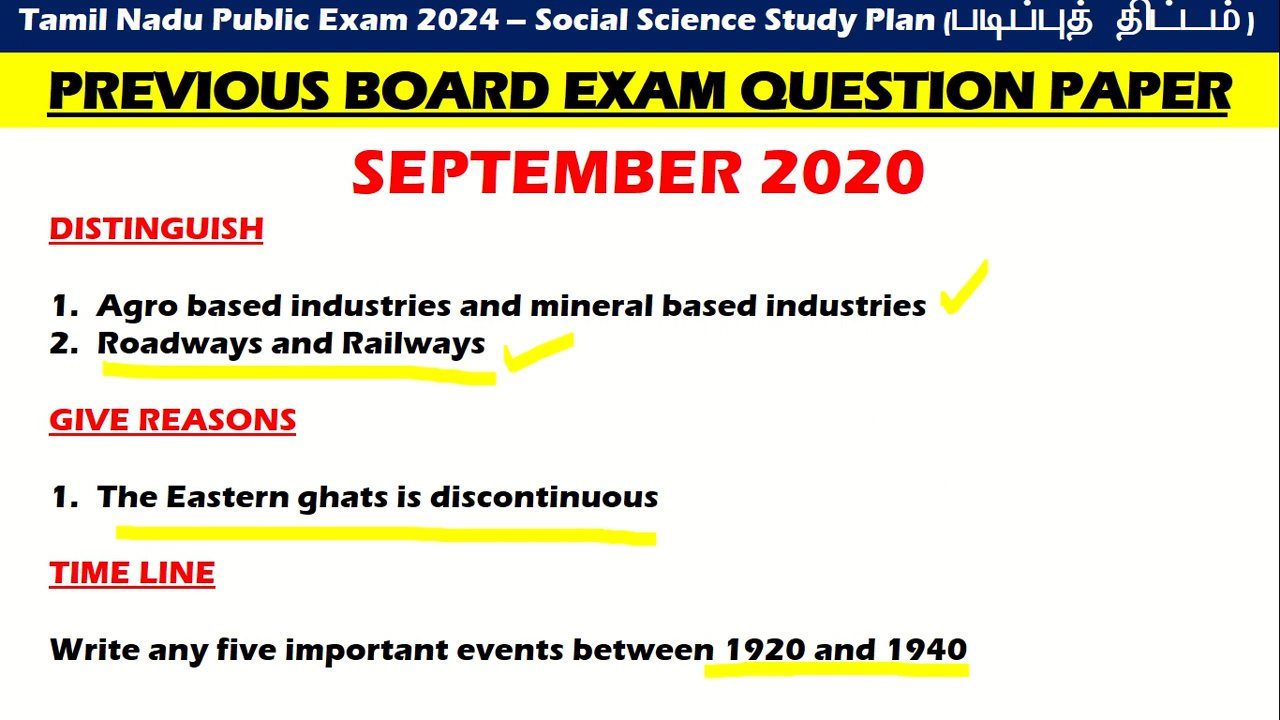 Tamil Nadu Public Exam 2024 – Social Science Study Plan (படிப்புத் திட்டம்)
PREVIOUS BOARD EXAM QUESTION PAPER
SEPTEMBER 2020
DISTINGUISH
1. Agro based industries and mineral based industries
2. Roadways and Railways
GIVE REASONS
1. The Eastern ghats is discontinuous
TIME LINE
Write any five important events between 1920 and 1940